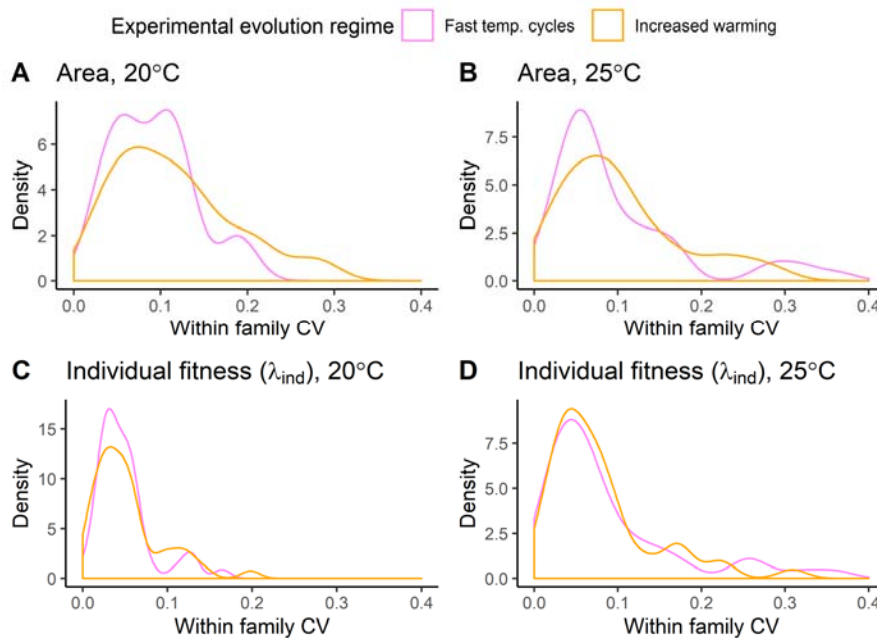 Experimental evolution regime Fast temp. cycles Increased warming
A Area, 20°C
Density
6
4
2
0
0.0 0.1 0.2 0.3 0.4
Within family CV
B Area, 25°C
Density
7.5
5.0
2.5
0.0
0.0 0.1 0.2 0.3 0.4
Within family CV
C Individual fitness (λind), 20°C
Density
15
10
5
0
0.0 0.1 0.2 0.3 0.4
Within family CV
D Individual fitness (λind), 25°C
Density
7.5
5.0
2.5
0.0
0.0 0.1 0.2 0.3 0.4
Within family CV